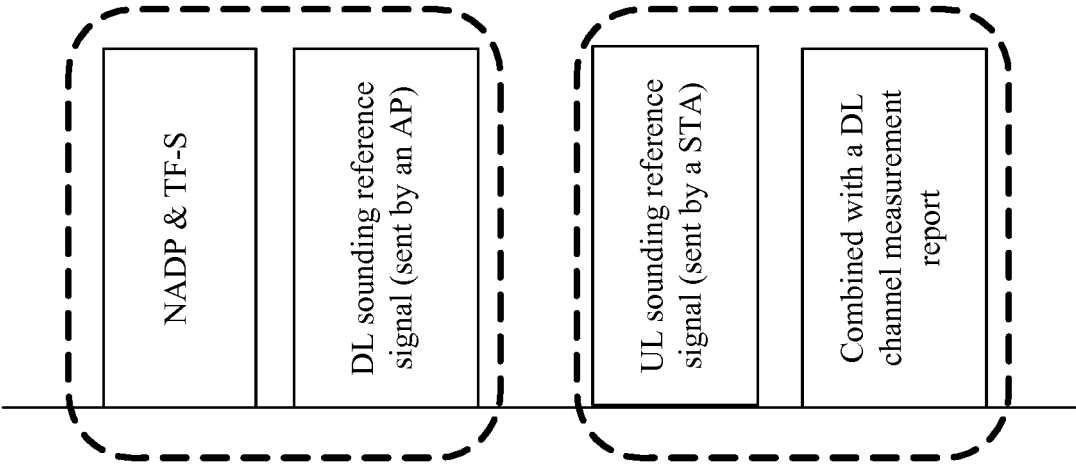 NADP & TF-S
DL sounding reference
signal (sent by an AP)
UL sounding reference
signal (sent by a STA)
Combined with a DL
channel measurement
report